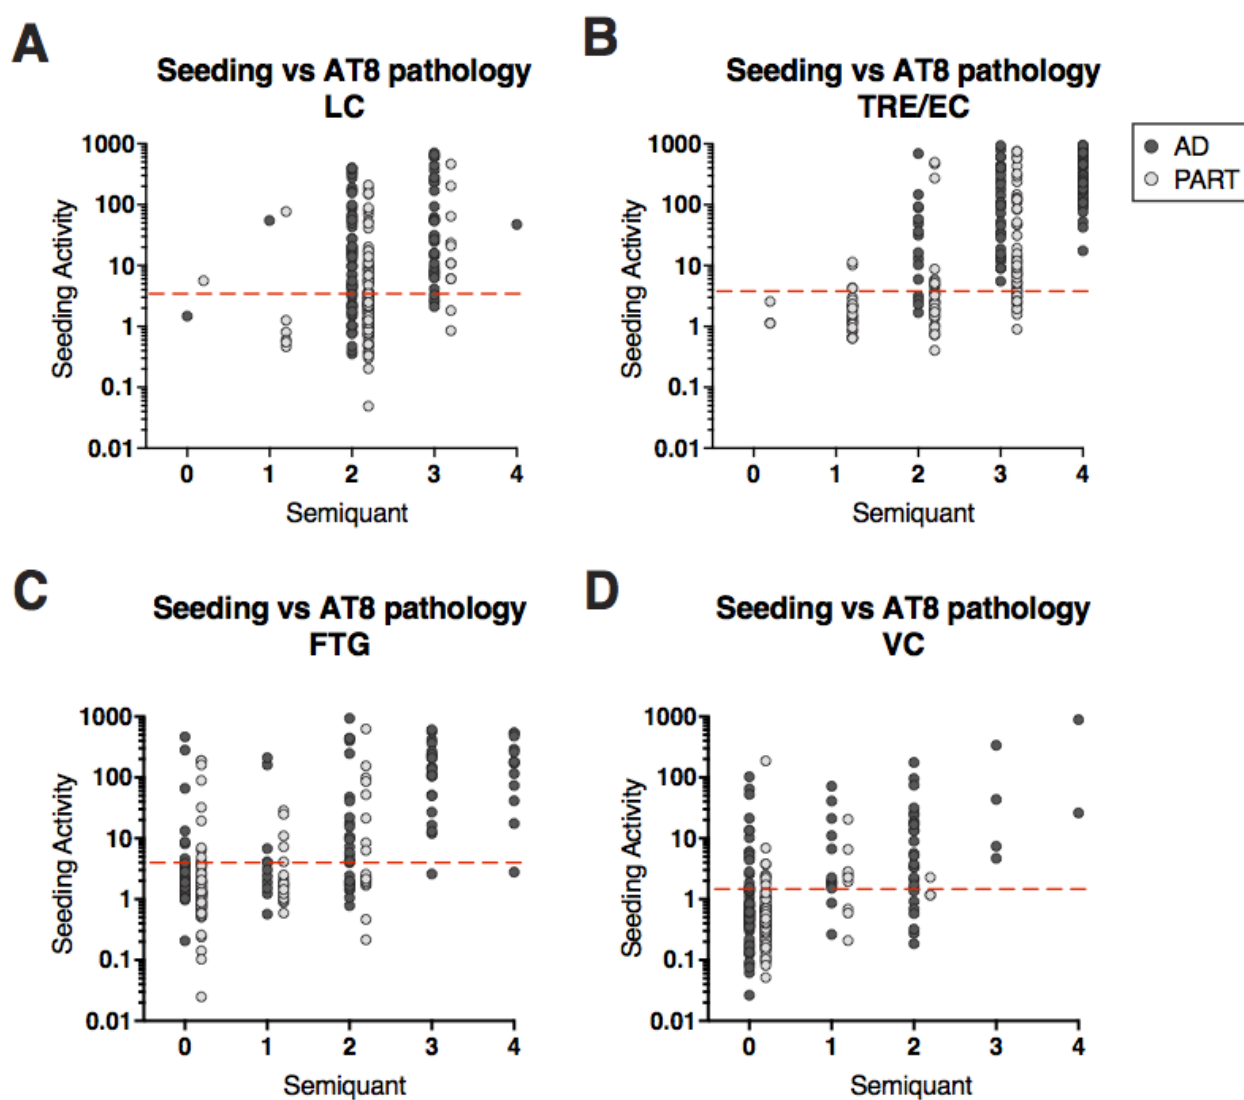 A
Seeding vs AT8 pathology
LC
Seeding Activity
1000
100
10
1
0.1
0.01
0 1 2 3 4
Semiquant
B
Seeding vs AT8 pathology
TRE/EC
Seeding Activity
1000
100
10
1
0.1
0.01
0 1 2 3 4
Semiquant
AD
PART
C
Seeding vs AT8 pathology
FTG
Seeding Activity
1000
100
10
1
0.1
0.01
0 1 2 3 4
Semiquant
D
Seeding vs AT8 pathology
VC
Seeding Activity
1000
100
10
1
0.1
0.01
0 1 2 3 4
Semiquant